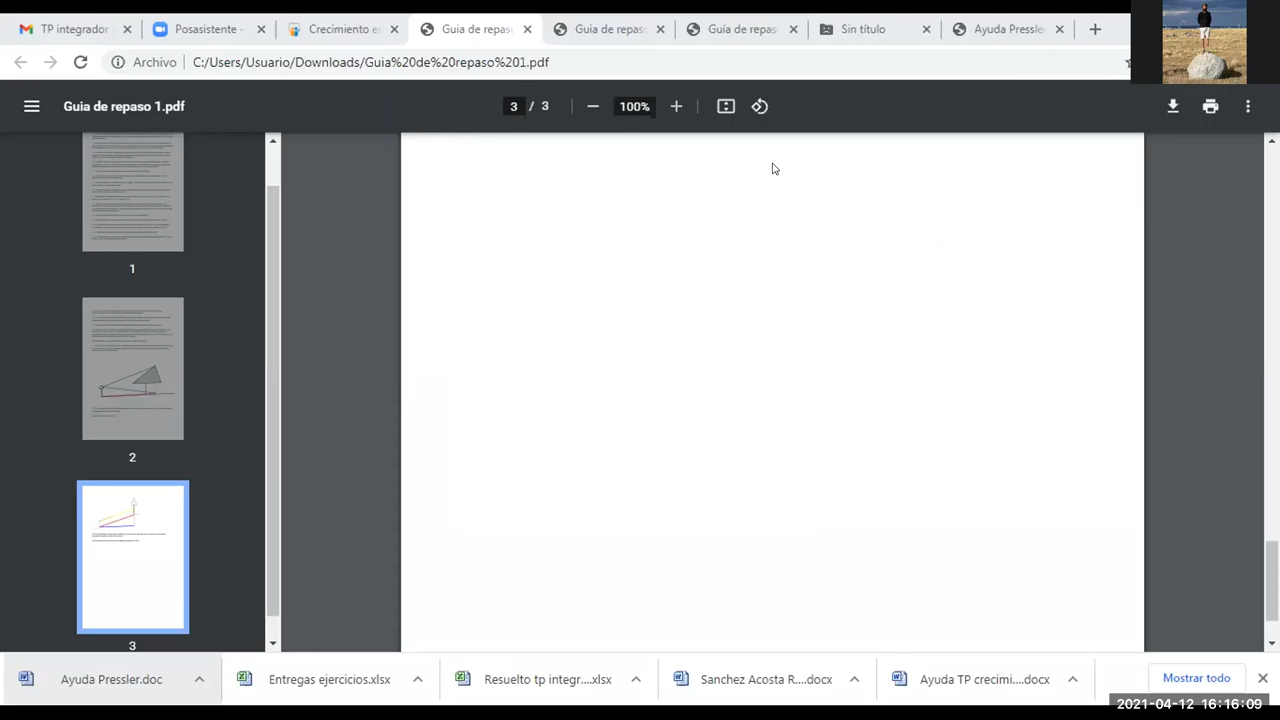 TP integrador
Posasistente -
Crecimiento e
Guia de repas
Guia de repas
Guía de repas
Sin título
Ayuda Pressler
Archivo
C:/Users/Usuario/Downloads/Guia%20de%20repaso%201.pdf
Guia de repaso 1.pdf
3 / 3
100%
1
2
3
Ayuda Pressler.doc
Entregas ejercicios.xlsx
Resuelto tp integr....xlsx
Sanchez Acosta R....docx
Ayuda TP crecimi....docx
Mostrar todo
2021-04-12 16:16:09